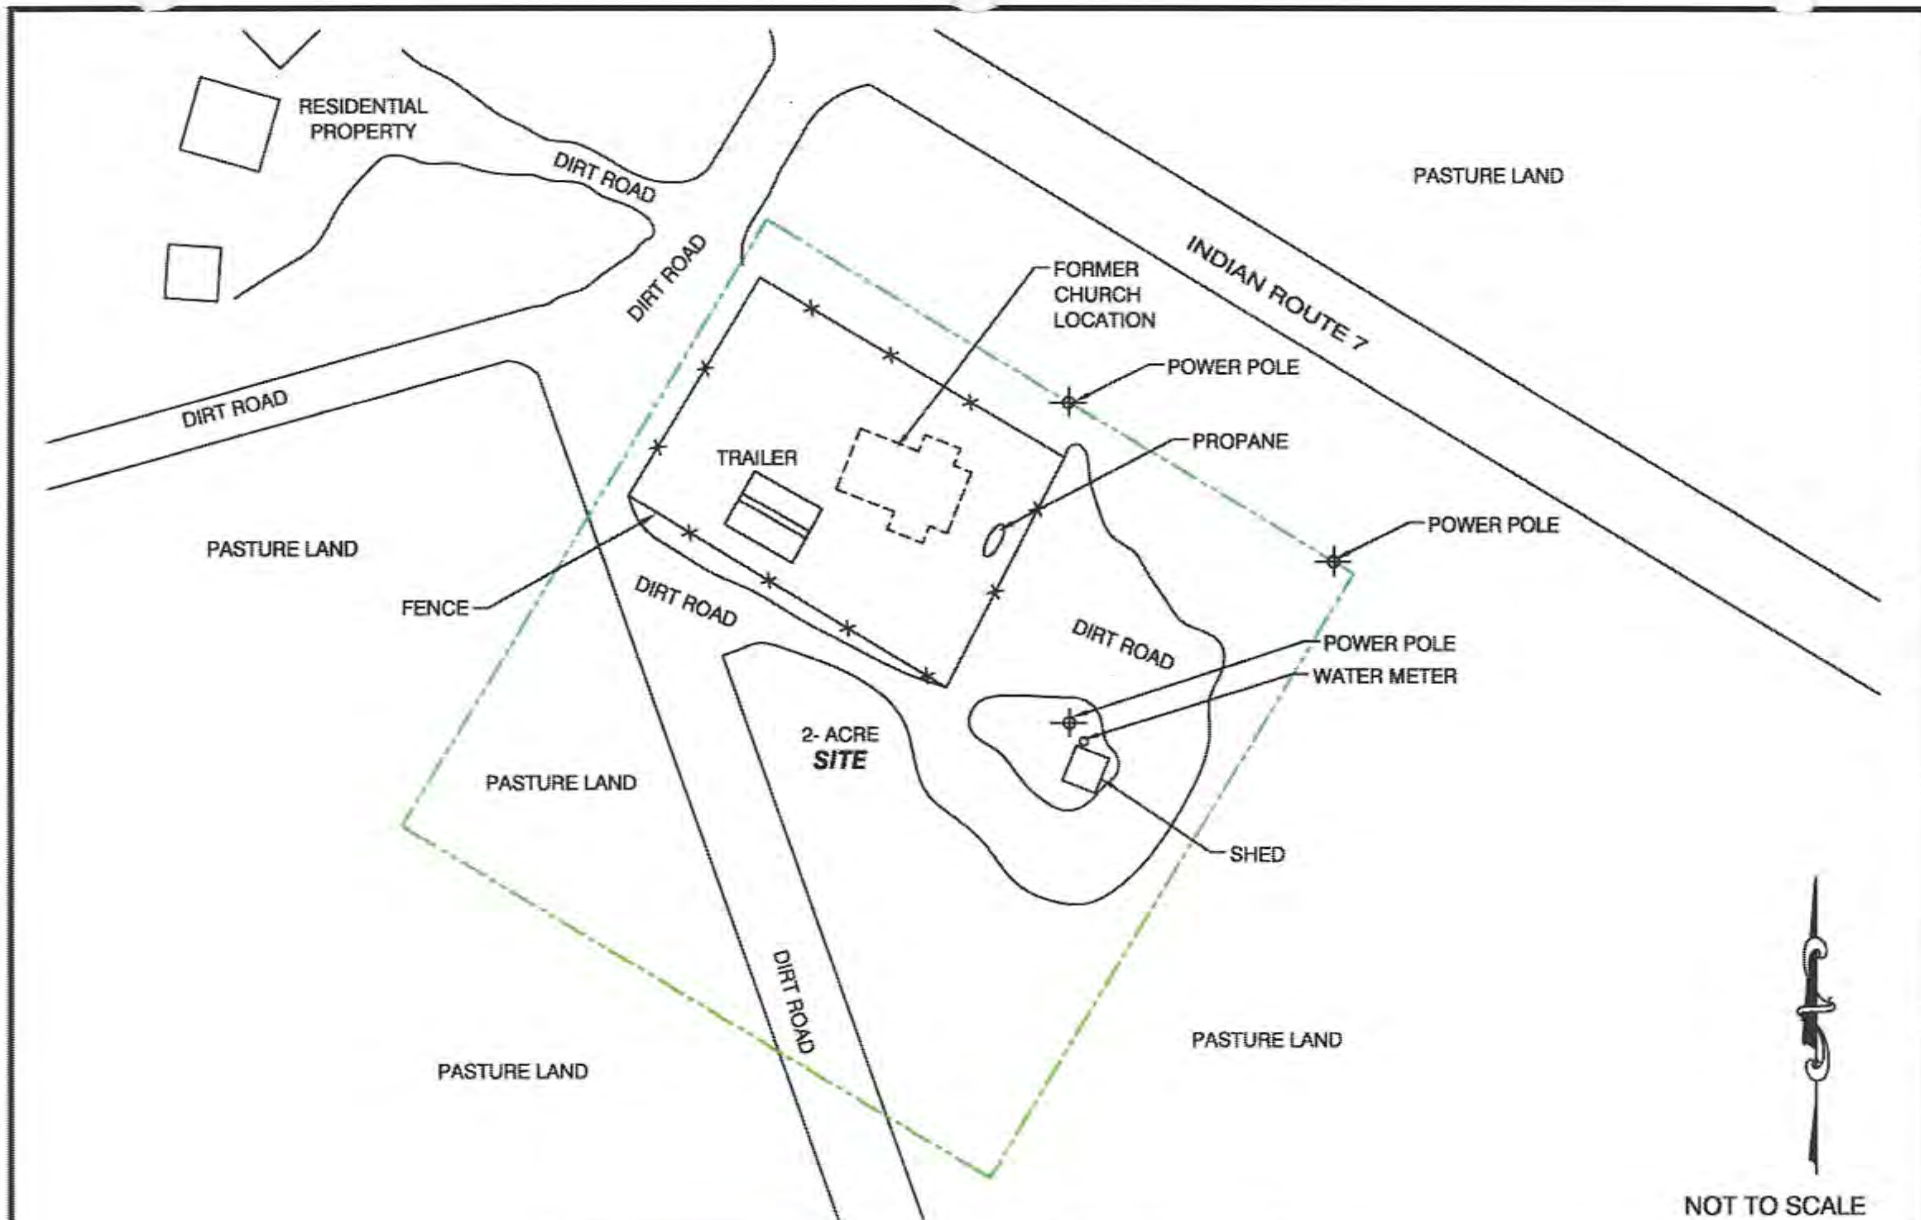 RESIDENTIAL
PROPERTY
DIRT ROAD
PASTURE LAND
DIRT ROAD
INDIAN ROUTE 7
FORMER
CHURCH
LOCATION
POWER POLE
DIRT ROAD
PROPANE
TRAILER
POWER POLE
PASTURE LAND
FENCE
DIRT ROAD
DIRT ROAD
POWER POLE
WATER METER
2- ACRE
SITE
PASTURE LAND
SHED
DIRT ROAD
PASTURE LAND
PASTURE LAND
NOT TO SCALE